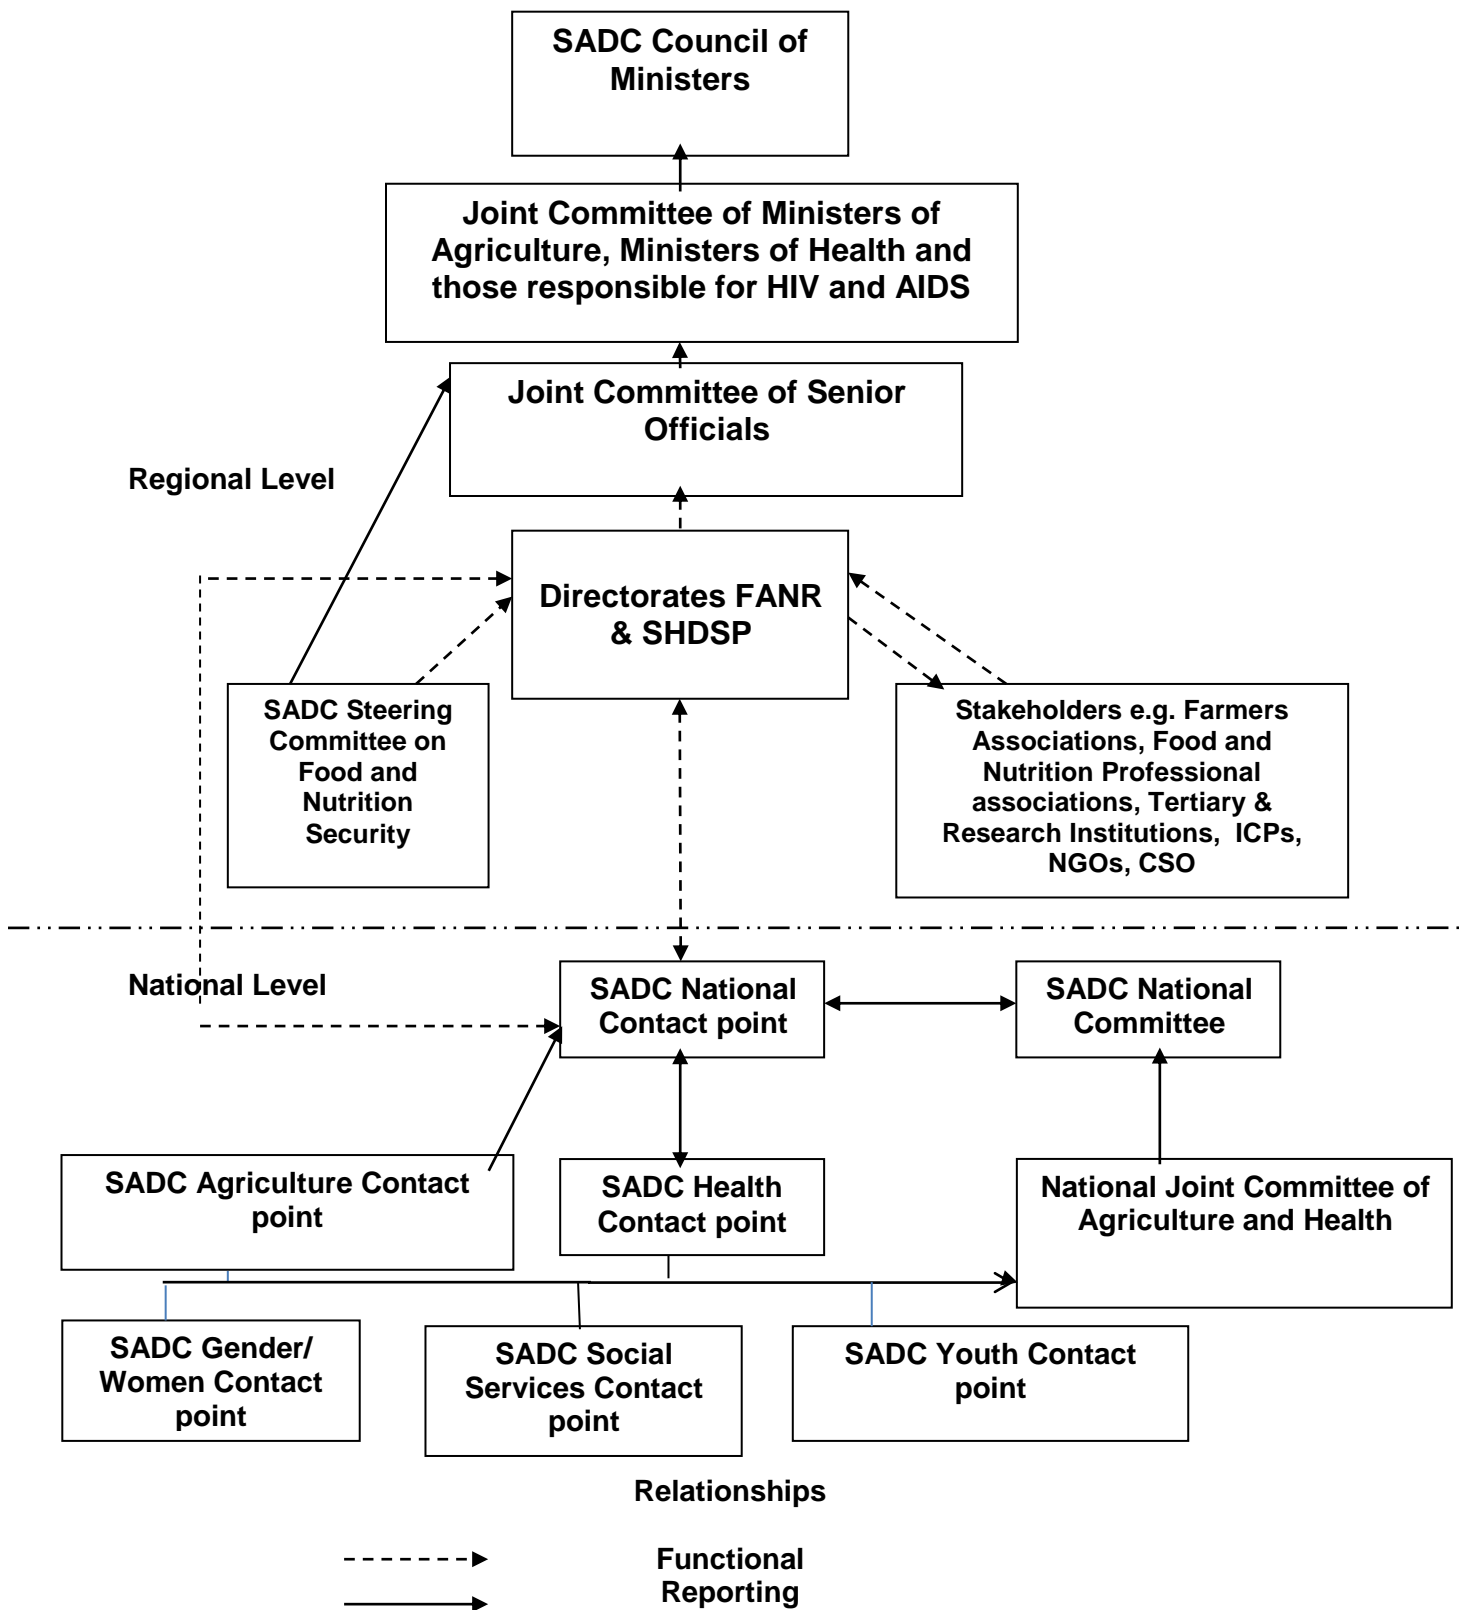 SADC Council of
Ministers
Joint Committee of Ministers of
Agriculture, Ministers of Health and
those responsible for HIV and AIDS
Joint Committee of Senior
Officials
Regional Level
Directorates FANR
& SHDSP
SADC Steering
Committee on
Food and
Nutrition
Security
Stakeholders e.g. Farmers
Associations, Food and
Nutrition Professional
associations, Tertiary &
Research Institutions, ICPs,
NGOs, CSO
National Level
SADC National
Contact point
SADC National
Committee
SADC Agriculture Contact
point
SADC Health
Contact point
National Joint Committee of
Agriculture and Health
SADC Gender/
Women Contact
point
SADC Social
Services Contact
point
SADC Youth Contact
point
Relationships
Functional
Reporting